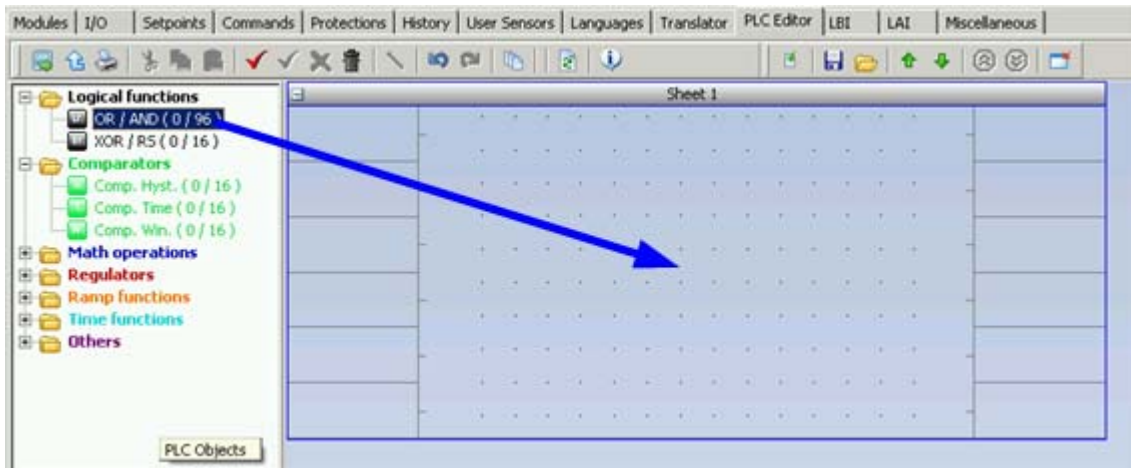 Modules I/O Setpoints Commands Protections History User Sensors Languages Translator PLC Editor LBI LAI Miscellaneous
Sheet 1
Logical functions
OR / AND ( 0 / 96 )
XOR / RS ( 0 / 16 )
Comparators
Comp. Hyst. ( 0 / 16 )
Comp. Time ( 0 / 16 )
Comp. Win. ( 0 / 16 )
Math operations
Regulators
Ramp functions
Time functions
Others
PLC Objects